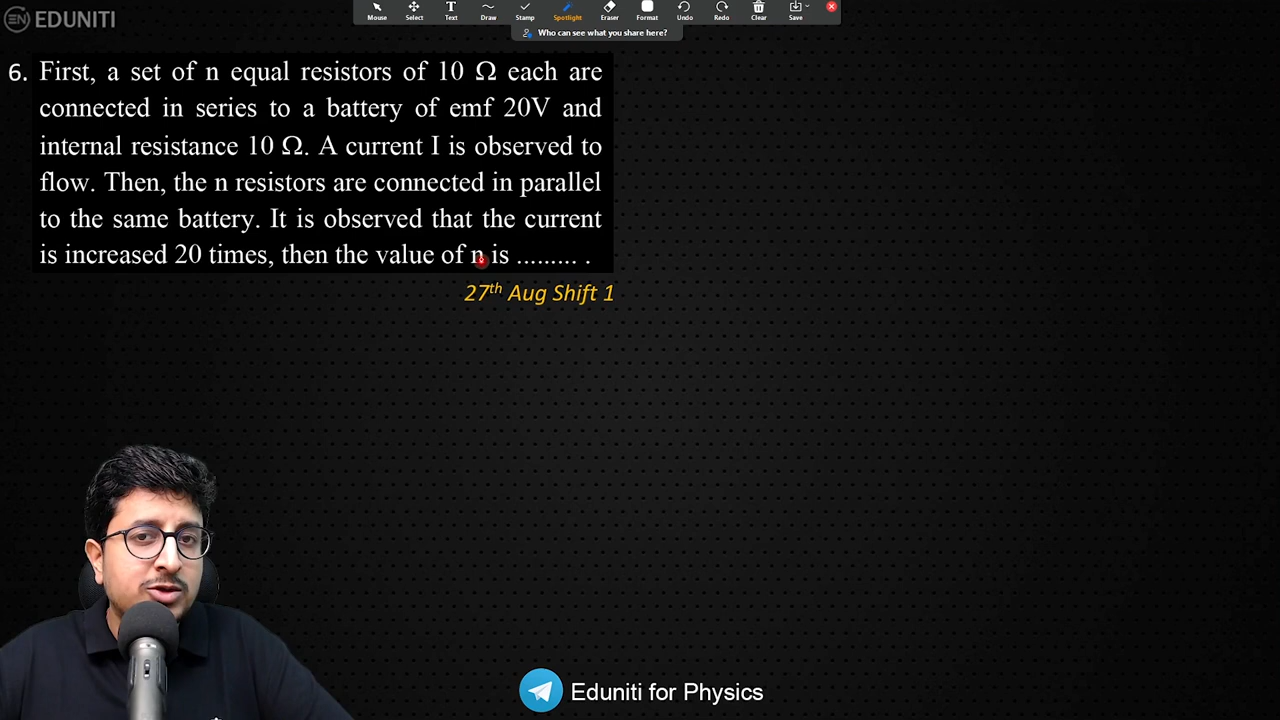 EN EDUNITI
Mouse Select Text Draw Stamp Spotlight Eraser Format Undo Redo Clear Save
Who can see what you share here?
6. First, a set of n equal resistors of 10 Ω each are
connected in series to a battery of emf 20V and
internal resistance 10 Ω. A current I is observed to
flow. Then, the n resistors are connected in parallel
to the same battery. It is observed that the current
is increased 20 times, then the value of n is ......... .
27th Aug Shift 1
Eduniti for Physics